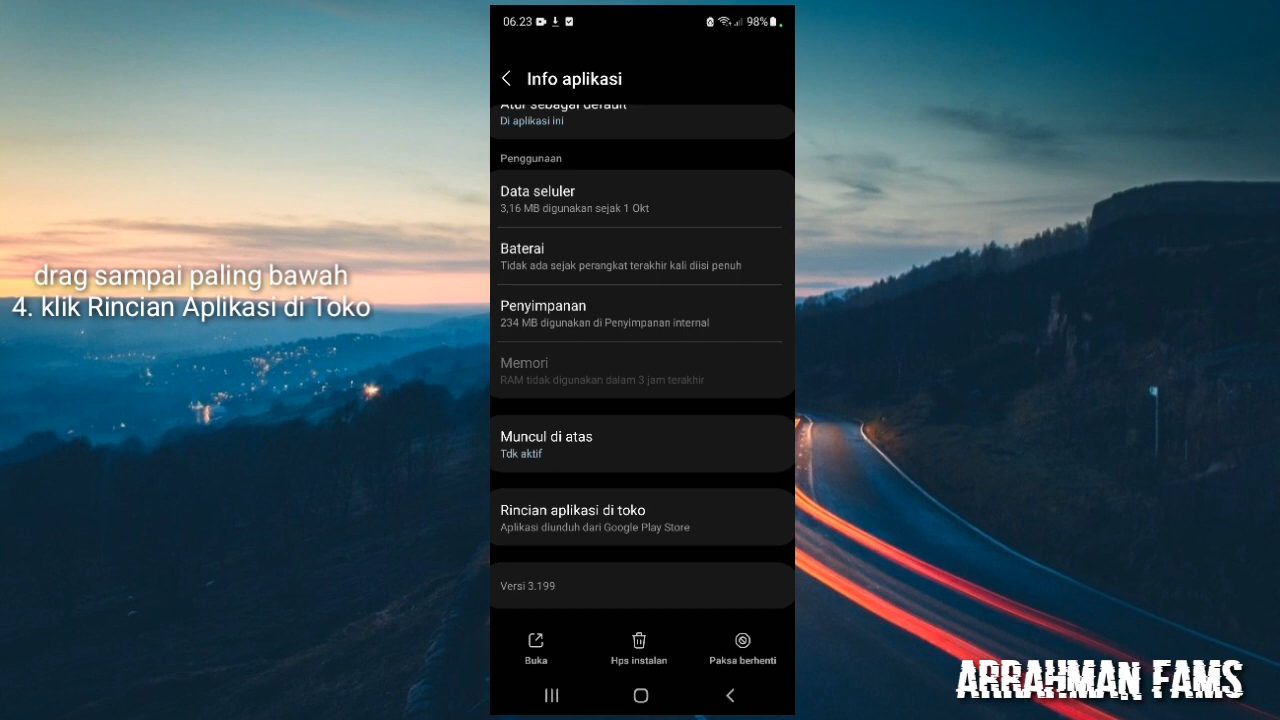 drag sampai paling bawah
4. klik Rincian Aplikasi di Toko
06.23
98%
Info aplikasi
Atur sebagai default
Di aplikasi ini
Penggunaan
Data seluler
3,16 MB digunakan sejak 1 Okt
Baterai
Tidak ada sejak perangkat terakhir kali diisi penuh
Penyimpanan
234 MB digunakan di Penyimpanan internal
Memori
RAM tidak digunakan dalam 3 jam terakhir
Muncul di atas
Tdk aktif
Rincian aplikasi di toko
Aplikasi diunduh dari Google Play Store
Versi 3.199
Buka
Hps instalan
Paksa berhenti
ARRAHMAN FAMS